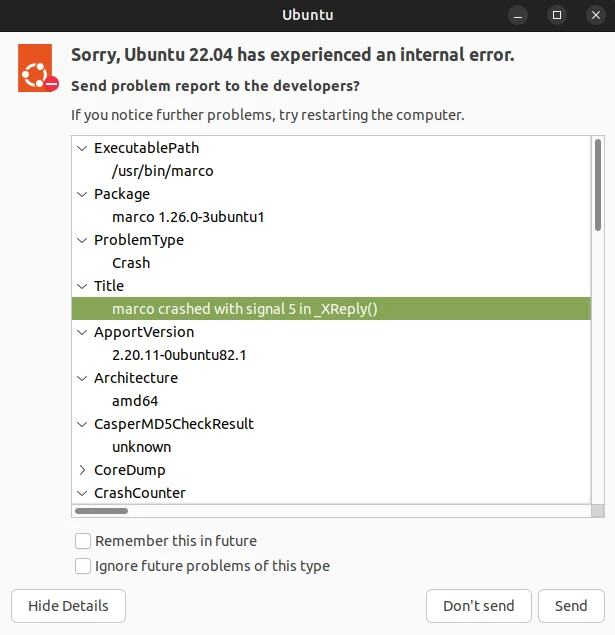 Ubuntu
Sorry, Ubuntu 22.04 has experienced an internal error.
Send problem report to the developers?
If you notice further problems, try restarting the computer.
ExecutablePath
/usr/bin/marco
Package
marco 1.26.0-3ubuntu1
ProblemType
Crash
Title
marco crashed with signal 5 in _XReply()
ApportVersion
2.20.11-0ubuntu82.1
Architecture
amd64
CasperMD5CheckResult
unknown
CoreDump
CrashCounter
Remember this in future
Ignore future problems of this type
Hide Details Don't send Send